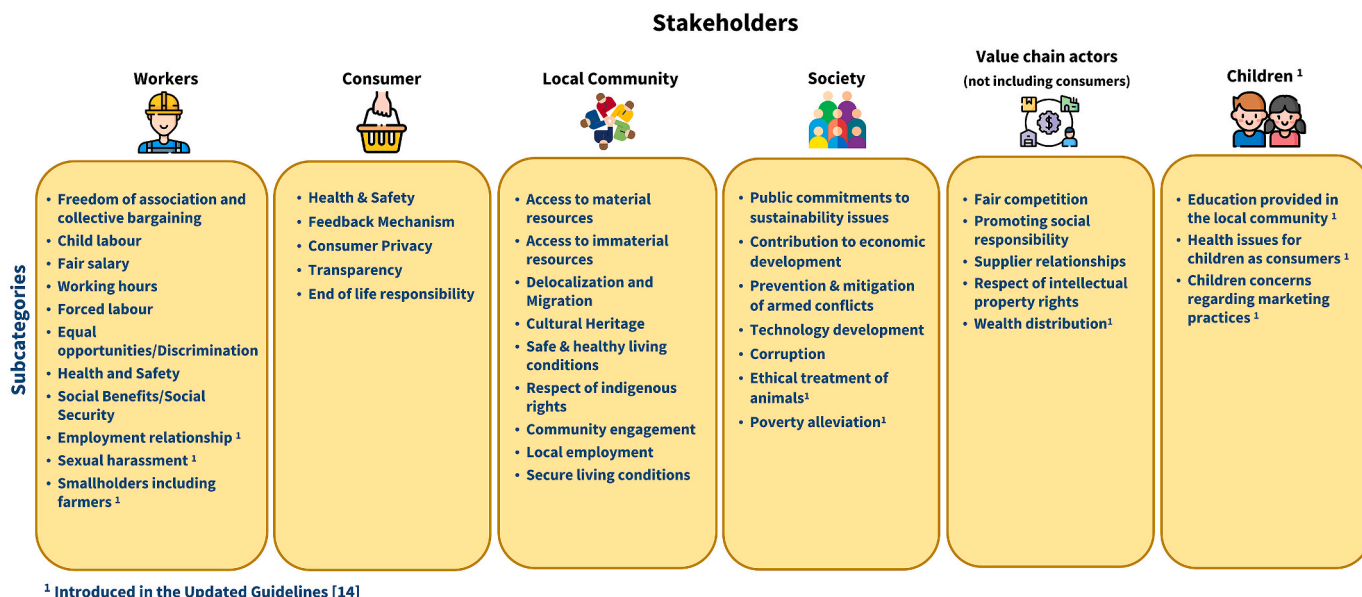 Stakeholders
Workers
Consumer
Local Community
Society
Value chain actors
(not including consumers)
Children ¹
Subcategories
• Freedom of association and
collective bargaining
• Child labour
• Fair salary
• Working hours
• Forced labour
• Equal
opportunities/Discrimination
• Health and Safety
• Social Benefits/Social
Security
• Employment relationship ¹
• Sexual harassment ¹
• Smallholders including
farmers ¹
• Health & Safety
• Feedback Mechanism
• Consumer Privacy
• Transparency
• End of life responsibility
• Access to material
resources
• Access to immaterial
resources
• Delocalization and
Migration
• Cultural Heritage
• Safe & healthy living
conditions
• Respect of indigenous
rights
• Community engagement
• Local employment
• Secure living conditions
• Public commitments to
sustainability issues
• Contribution to economic
development
• Prevention & mitigation
of armed conflicts
• Technology development
• Corruption
• Ethical treatment of
animals¹
• Poverty alleviation¹
• Fair competition
• Promoting social
responsibility
• Supplier relationships
• Respect of intellectual
property rights
• Wealth distribution¹
• Education provided in
the local community ¹
• Health issues for
children as consumers ¹
• Children concerns
regarding marketing
practices ¹
¹ Introduced in the Updated Guidelines [14]